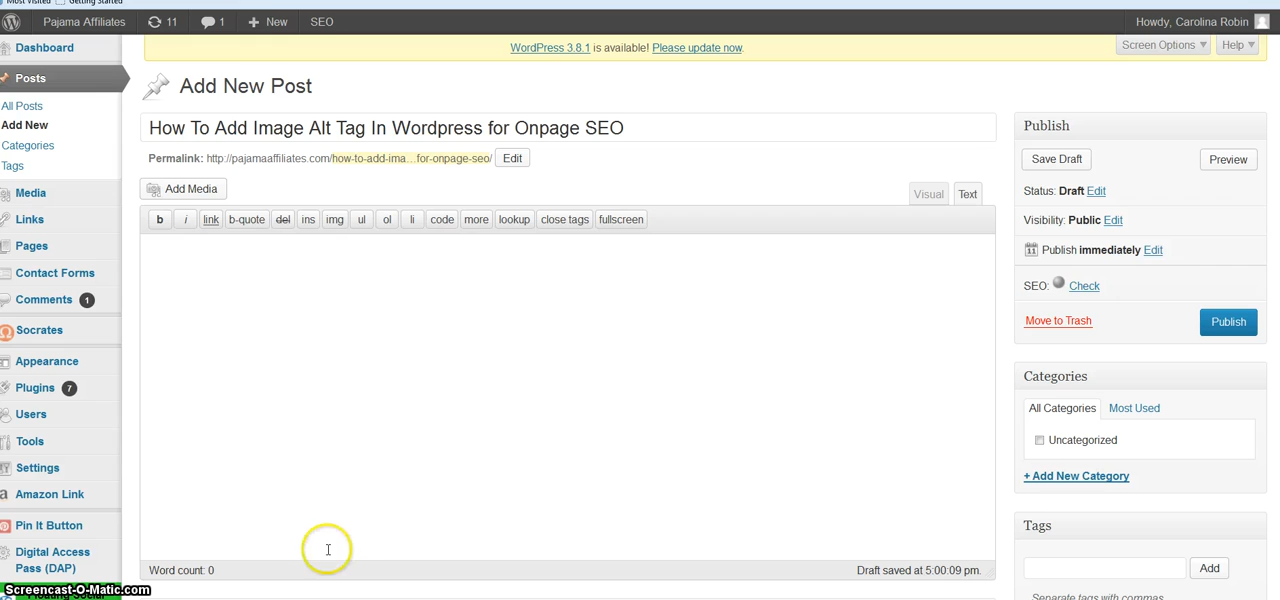 Most Visited Getting Started
Pajama Affiliates 11 1 + New SEO Howdy, Carolina Robin
WordPress 3.8.1 is available! Please update now.
Screen Options Help
Dashboard
Posts
All Posts
Add New
Categories
Tags
Media
Links
Pages
Contact Forms
Comments 1
Socrates
Appearance
Plugins 7
Users
Tools
Settings
Amazon Link
Pin It Button
Digital Access
Pass (DAP)
Floating Social
Add New Post
How To Add Image Alt Tag In Wordpress for Onpage SEO
Permalink: http://pajamaaffiliates.com/how-to-add-ima...for-onpage-seo/ Edit
Add Media
Visual Text
b i link b-quote del ins img ul ol li code more lookup close tags fullscreen
Word count: 0 Draft saved at 5:00:09 pm.
Publish
Save Draft Preview
Status: Draft Edit
Visibility: Public Edit
11 Publish immediately Edit
SEO: Check
Move to Trash Publish
Categories
All Categories Most Used
Uncategorized
+ Add New Category
Tags
Add
Separate tags with commas
Screencast-O-Matic.com